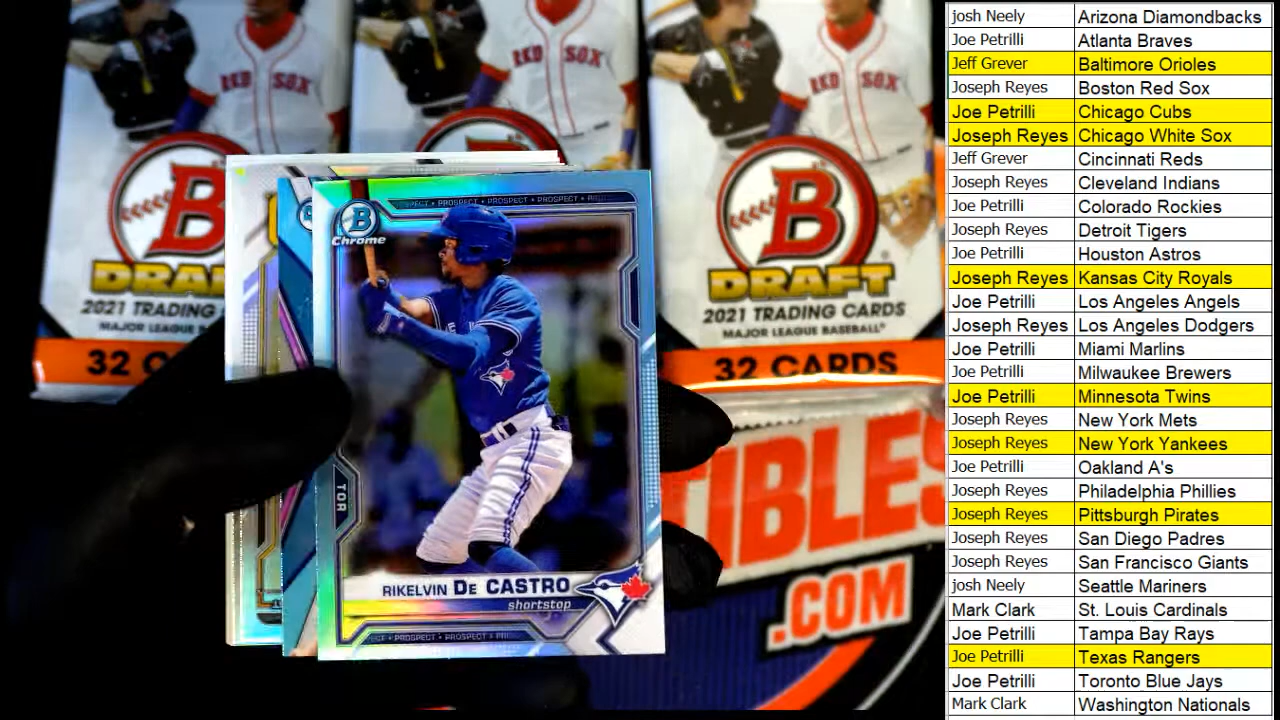 RED SOX
RED SOX
RED SOX
B
B
DRAFT
DRAFT
2021 TRADING
2021 TRADING CARDS
MAJOR LEAGUE
MAJOR LEAGUE BASEBALL
32 CARDS
PROSPECT • PROSPECT • PROSPECT
B
Chrome
TOR
RIKELVIN DE CASTRO
shortstop
PROSPECT • PROSPECT
TIBLES
.COM
josh Neely Arizona Diamondbacks
Joe Petrilli Atlanta Braves
Jeff Grever Baltimore Orioles
Joseph Reyes Boston Red Sox
Joe Petrilli Chicago Cubs
Joseph Reyes Chicago White Sox
Jeff Grever Cincinnati Reds
Joseph Reyes Cleveland Indians
Joe Petrilli Colorado Rockies
Joseph Reyes Detroit Tigers
Joe Petrilli Houston Astros
Joseph Reyes Kansas City Royals
Joe Petrilli Los Angeles Angels
Joseph Reyes Los Angeles Dodgers
Joe Petrilli Miami Marlins
Joe Petrilli Milwaukee Brewers
Joe Petrilli Minnesota Twins
Joseph Reyes New York Mets
Joseph Reyes New York Yankees
Joe Petrilli Oakland A's
Joseph Reyes Philadelphia Phillies
Joseph Reyes Pittsburgh Pirates
Joseph Reyes San Diego Padres
Joseph Reyes San Francisco Giants
josh Neely Seattle Mariners
Mark Clark St. Louis Cardinals
Joe Petrilli Tampa Bay Rays
Joe Petrilli Texas Rangers
Joe Petrilli Toronto Blue Jays
Mark Clark Washington Nationals